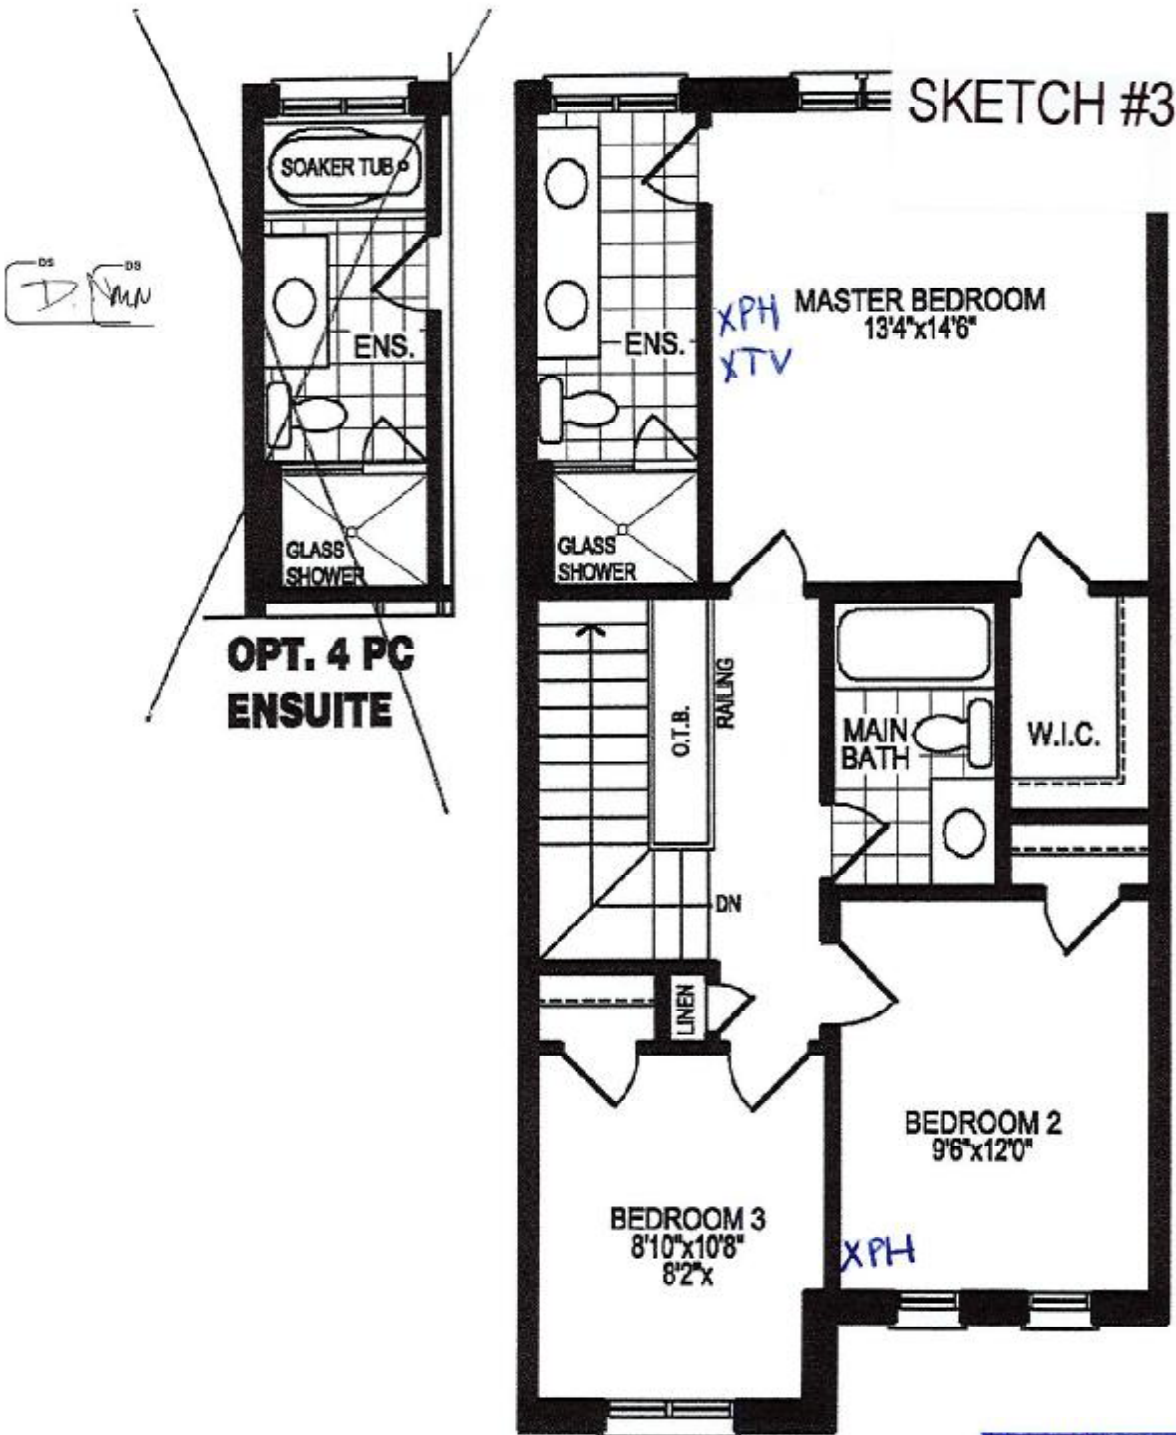 SKETCH #3
DS
DS
SOAKER TUB
ENS.
GLASS
SHOWER
OPT. 4 PC
ENSUITE
ENS.
GLASS
SHOWER
XPH
XTV
MASTER BEDROOM
13'4"x14'6"
O.T.B.
RAILING
MAIN
BATH
W.I.C.
DN
LINEN
BEDROOM 2
9'6"x12'0"
BEDROOM 3
8'10"x10'8"
8'2"x
XPH